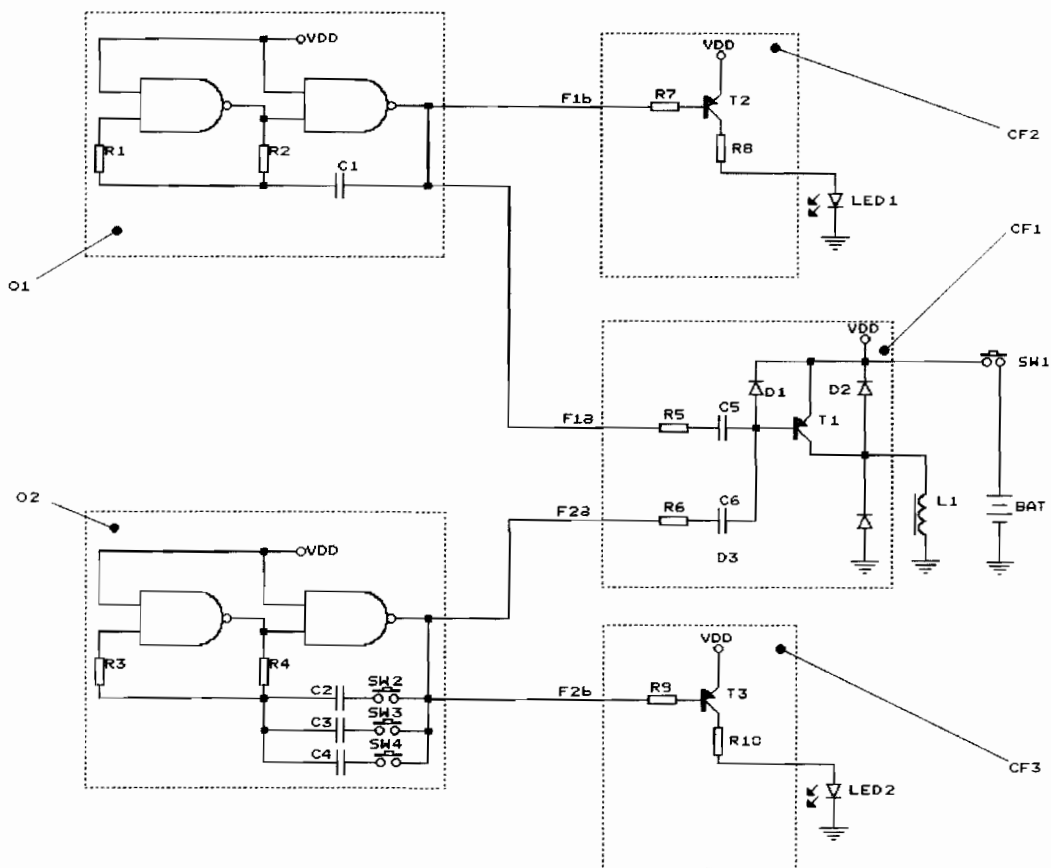 VDD
R1
R2
C1
O1
F1b
R7
VDD
T2
R8
LED1
CF2
CF1
VDD
SW1
D1
D2
C5
R5
T1
F1a
C6
R6
F2a
D3
L1
BAT
O2
VDD
R3
R4
C2
SW2
C3
SW3
C4
SW4
F2b
R9
VDD
T3
R10
LED2
CF3